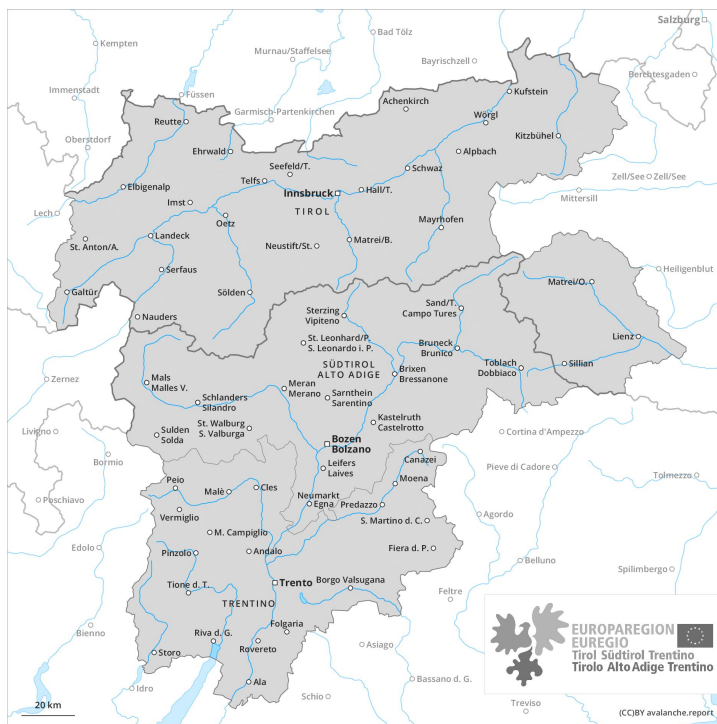 Salzburg
Bad Tölz
Kempten
Murnau/Staffelsee
Bayrischzell
Berchtesgaden
Immenstadt
Füssen
Kufstein
Achenkirch
Garmisch-Partenkirchen
Reutte
Wörgl
Oberstdorf
Kitzbühel
Ehrwald
Alpbach
Seefeld/T.
Schwaz
Telfs
Zell/See
Zell/See
Elbigenalp
Innsbruck
Hall/T.
Mittersill
Imst
TIROL
Lech
Oetz
Mayrhofen
Landeck
St. Anton/A.
Neustift/St.
Matrei/B.
Serfaus
Heiligenblut
Matrei/O.
Galtür
Sölden
Sand/T.
Campo Tures
Sterzing
Vipiteno
Nauders
Lienz
St. Leonhard/P.
S. Leonardo i. P.
Bruneck
Brunico
Toblach
Dobbiaco
Sillian
SÜDTIROL
ALTO ADIGE
Brixen
Bressanone
Zernez
Mals
Malles V.
Meran
Merano
Sarnthein
Sarentino
Schlanders
Silandro
Kastelruth
Castelrotto
St. Walburg
S. Valburga
Livigno
Sulden
Solda
Cortina d'Ampezzo
Bozen
Bolzano
Bormio
Canazei
Pieve di Cadore
Leifers
Laives
Tolmezzo
Peio
Malè
Cles
Moena
Neumarkt
Egna
Predazzo
Poschiavo
Vermiglio
Agordo
S. Martino d. C.
M. Campiglio
Edolo
Pinzolo
Andalo
Fiera d. P.
Belluno
Spilimbergo
Tione d. T.
Trento
Borgo Valsugana
Feltre
TRENTINO
Folgaria
Bienno
Riva d. G.
Rovereto
Asiago
Storo
Ala
Idro
Schio
Bassano d. G.
Treviso
EUROPAREGION
EUREGIO
Tirol Südtirol Trentino
Tirolo Alto Adige Trentino
20 km
(CC)BY avalanche.report